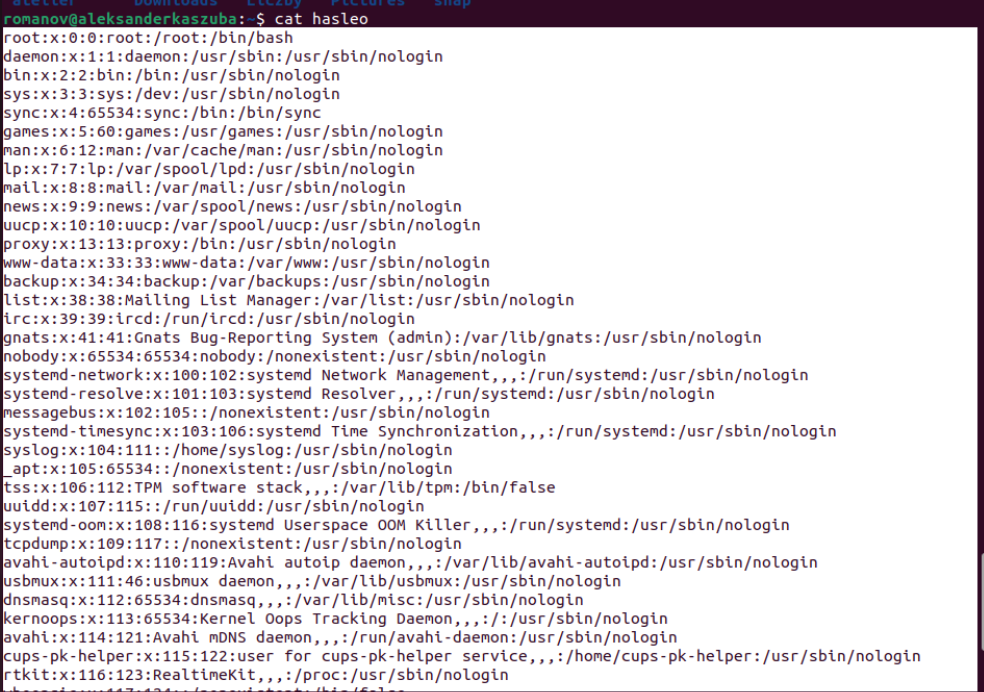 Downloads Liczby Pictures snap
romanov@aleksanderkaszuba:~$ cat hasleo
root:x:0:0:root:/root:/bin/bash
daemon:x:1:1:daemon:/usr/sbin:/usr/sbin/nologin
bin:x:2:2:bin:/bin:/usr/sbin/nologin
sys:x:3:3:sys:/dev:/usr/sbin/nologin
sync:x:4:65534:sync:/bin:/bin/sync
games:x:5:60:games:/usr/games:/usr/sbin/nologin
man:x:6:12:man:/var/cache/man:/usr/sbin/nologin
lp:x:7:7:lp:/var/spool/lpd:/usr/sbin/nologin
mail:x:8:8:mail:/var/mail:/usr/sbin/nologin
news:x:9:9:news:/var/spool/news:/usr/sbin/nologin
uucp:x:10:10:uucp:/var/spool/uucp:/usr/sbin/nologin
proxy:x:13:13:proxy:/bin:/usr/sbin/nologin
www-data:x:33:33:www-data:/var/www:/usr/sbin/nologin
backup:x:34:34:backup:/var/backups:/usr/sbin/nologin
list:x:38:38:Mailing List Manager:/var/list:/usr/sbin/nologin
irc:x:39:39:ircd:/run/ircd:/usr/sbin/nologin
gnats:x:41:41:Gnats Bug-Reporting System (admin):/var/lib/gnats:/usr/sbin/nologin
nobody:x:65534:65534:nobody:/nonexistent:/usr/sbin/nologin
systemd-network:x:100:102:systemd Network Management,,,:/run/systemd:/usr/sbin/nologin
systemd-resolve:x:101:103:systemd Resolver,,,:/run/systemd:/usr/sbin/nologin
messagebus:x:102:105::/nonexistent:/usr/sbin/nologin
systemd-timesync:x:103:106:systemd Time Synchronization,,,:/run/systemd:/usr/sbin/nologin
syslog:x:104:111::/home/syslog:/usr/sbin/nologin
_apt:x:105:65534::/nonexistent:/usr/sbin/nologin
tss:x:106:112:TPM software stack,,,:/var/lib/tpm:/bin/false
uuidd:x:107:115::/run/uuidd:/usr/sbin/nologin
systemd-oom:x:108:116:systemd Userspace OOM Killer,,,:/run/systemd:/usr/sbin/nologin
tcpdump:x:109:117::/nonexistent:/usr/sbin/nologin
avahi-autoipd:x:110:119:Avahi autoip daemon,,,:/var/lib/avahi-autoipd:/usr/sbin/nologin
usbmux:x:111:46:usbmux daemon,,,:/var/lib/usbmux:/usr/sbin/nologin
dnsmasq:x:112:65534:dnsmasq,,,:/var/lib/misc:/usr/sbin/nologin
kernoops:x:113:65534:Kernel Oops Tracking Daemon,,,:/:/usr/sbin/nologin
avahi:x:114:121:Avahi mDNS daemon,,,:/run/avahi-daemon:/usr/sbin/nologin
cups-pk-helper:x:115:122:user for cups-pk-helper service,,,:/home/cups-pk-helper:/usr/sbin/nologin
rtkit:x:116:123:RealtimeKit,,,:/proc:/usr/sbin/nologin